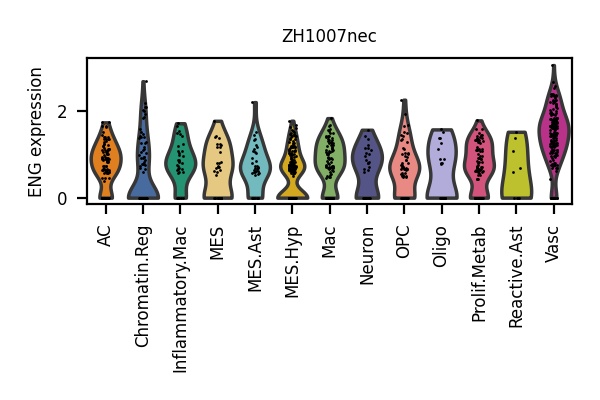 ZH1007nec
ENG expression
2
0
AC
Chromatin.Reg
Inflammatory.Mac
MES
MES.Ast
MES.Hyp
Mac
Neuron
OPC
Oligo
Prolif.Metab
Reactive.Ast
Vasc